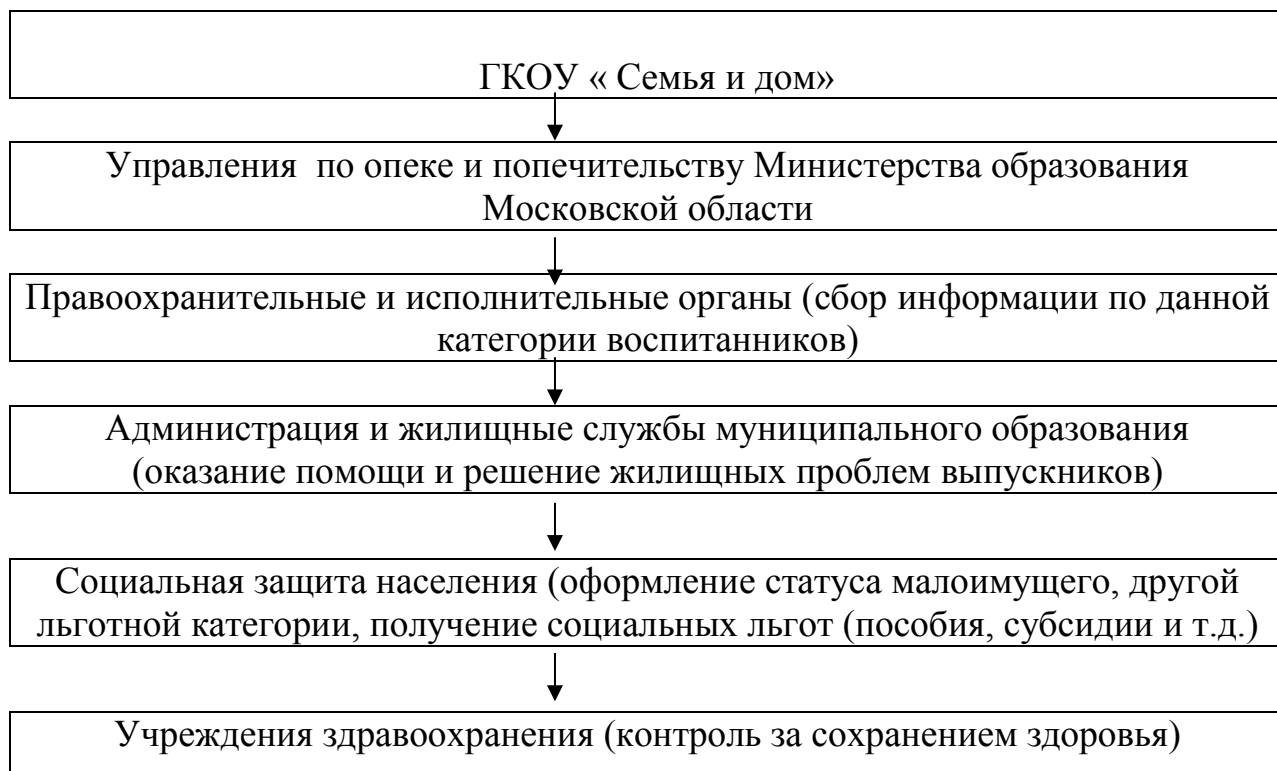 ГКОУ « Семья и дом»
Управления по опеке и попечительству Министерства образования
Московской области
Правоохранительные и исполнительные органы (сбор информации по данной
категории воспитанников)
Администрация и жилищные службы муниципального образования
(оказание помощи и решение жилищных проблем выпускников)
Социальная защита населения (оформление статуса малоимущего, другой
льготной категории, получение социальных льгот (пособия, субсидии и т.д.)
Учреждения здравоохранения (контроль за сохранением здоровья)